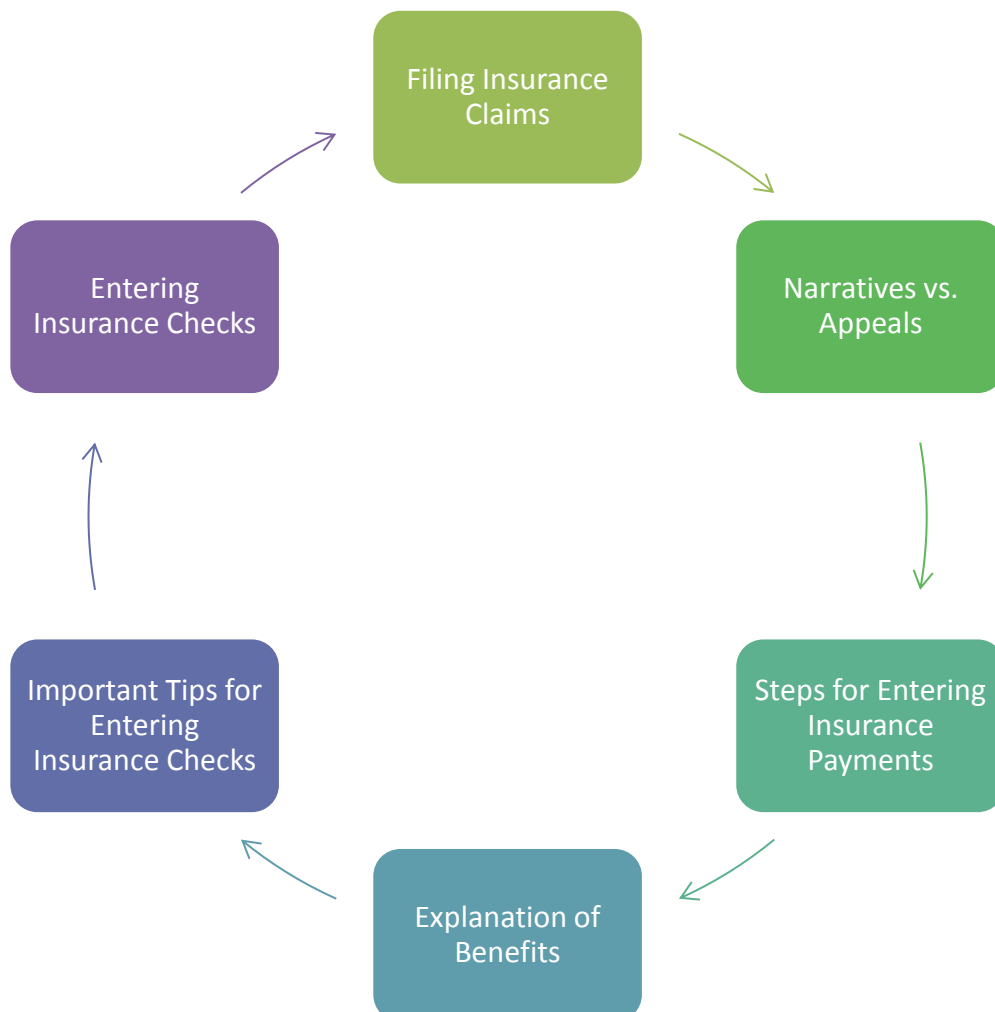 Filing Insurance
Claims
Narratives vs.
Appeals
Steps for Entering
Insurance
Payments
Explanation of
Benefits
Important Tips for
Entering
Insurance Checks
Entering
Insurance Checks